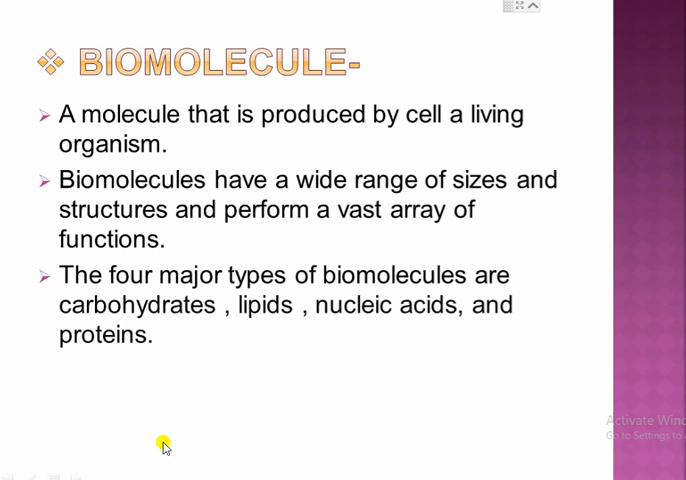 BIOMOLECULE-
A molecule that is produced by cell a living
organism.
Biomolecules have a wide range of sizes and
structures and perform a vast array of
functions.
The four major types of biomolecules are
carbohydrates , lipids , nucleic acids, and
proteins.
Activate Wind
Go to Settings to a